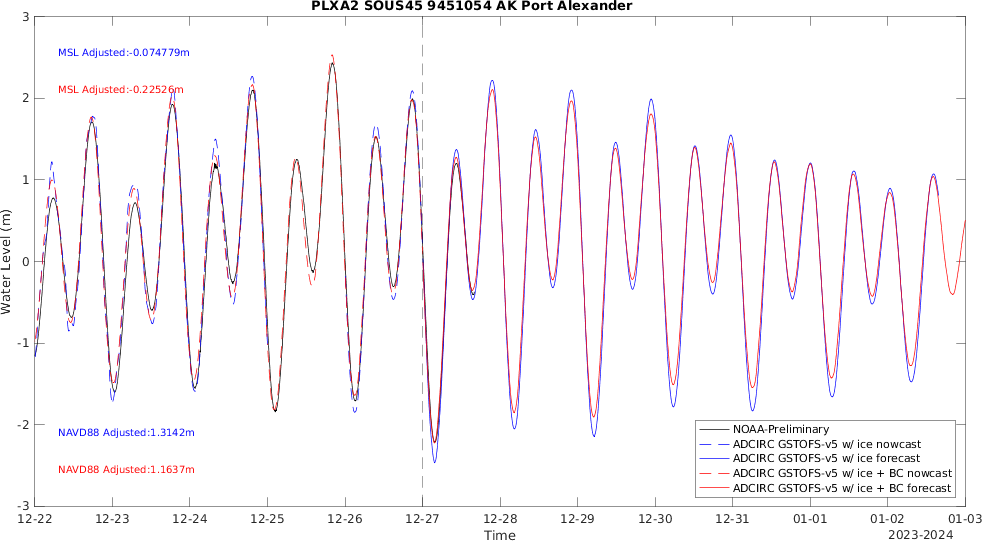 PLXA2 SOUS45 9451054 AK Port Alexander
MSL Adjusted:-0.074779m
MSL Adjusted:-0.22526m
NAVD88 Adjusted:1.3142m
NAVD88 Adjusted:1.1637m
Water Level (m)
3
2
1
0
-1
-2
-3
NOAA-Preliminary
ADCIRC GSTOFS-v5 w/ ice nowcast
ADCIRC GSTOFS-v5 w/ ice forecast
ADCIRC GSTOFS-v5 w/ ice + BC nowcast
ADCIRC GSTOFS-v5 w/ ice + BC forecast
12-22 12-23 12-24 12-25 12-26 12-27 12-28 12-29 12-30 12-31 01-01 01-02 01-03
Time
2023-2024